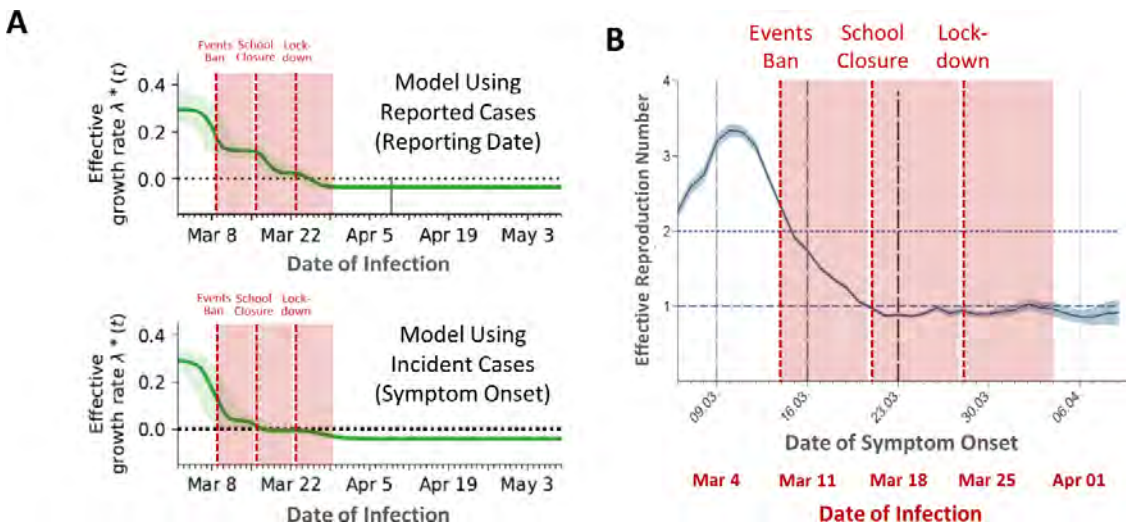 A
Events School Lock-
Ban Closure down
Effective
growth rate λ*(t)
0.4
0.2
0.0
Model Using
Reported Cases
(Reporting Date)
Mar 8 Mar 22 Apr 5 Apr 19 May 3
Date of Infection
Events School Lock-
Ban Closure down
Effective
growth rate λ*(t)
0.4
0.2
0.0
Model Using
Incident Cases
(Symptom Onset)
Mar 8 Mar 22 Apr 5 Apr 19 May 3
Date of Infection
B
Events School Lock-
Ban Closure down
Effective Reproduction Number
4
3
2
1
09.03. 16.03. 23.03. 30.03. 06.04.
Date of Symptom Onset
Mar 4 Mar 11 Mar 18 Mar 25 Apr 01
Date of Infection